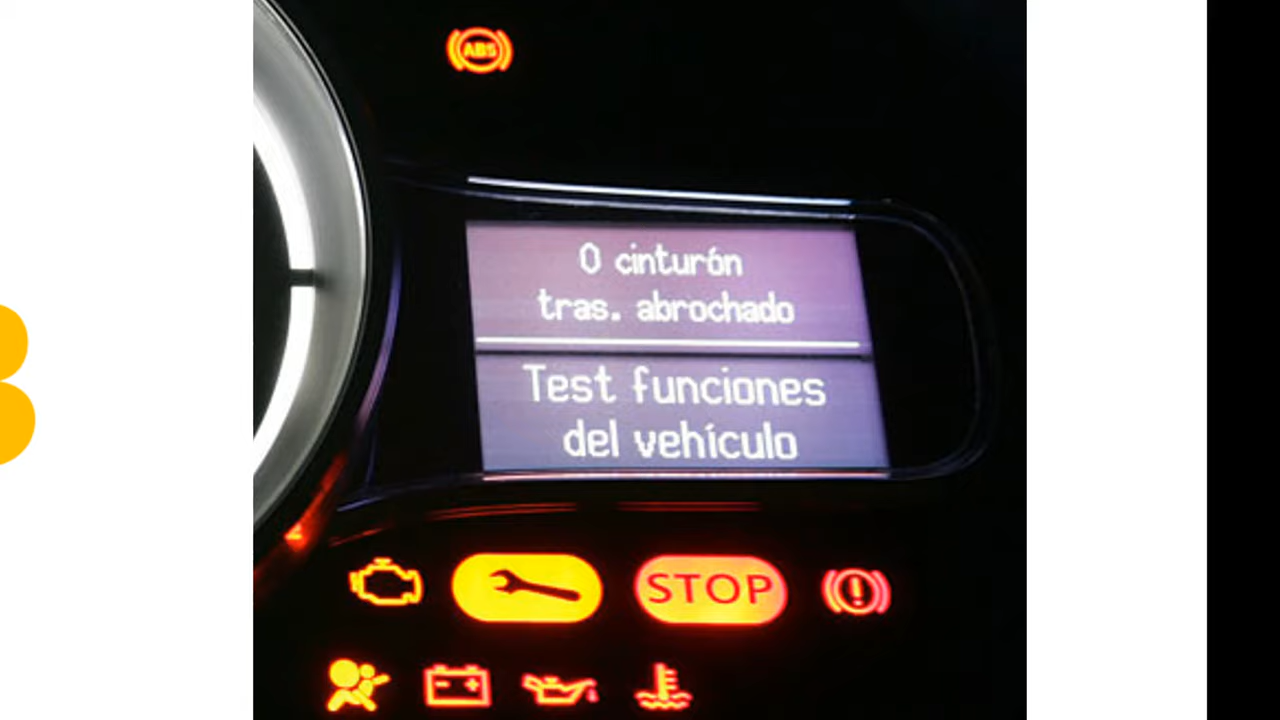 ABS
0 cinturón
tras. abrochado
Test funciones
del vehículo
STOP